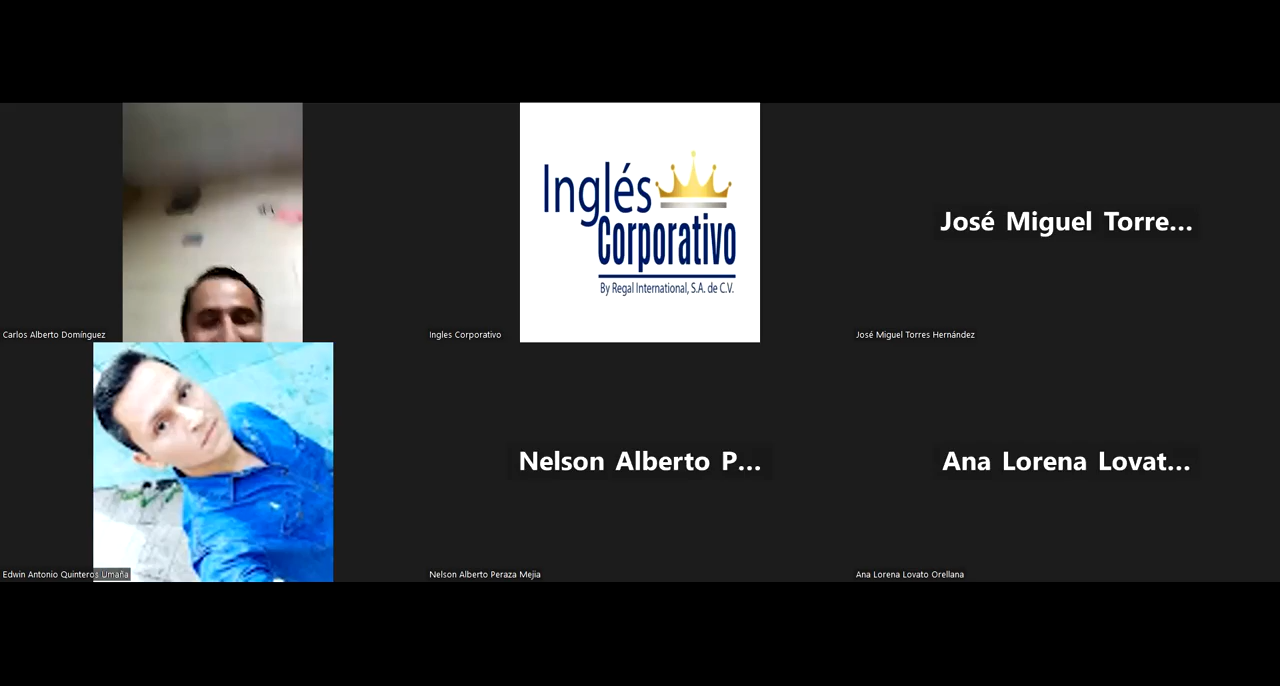 Inglés
Corporativo
By Regal International, S.A. de C.V.
José Miguel Torre...
Carlos Alberto Domínguez
Ingles Corporativo
José Miguel Torres Hernández
Nelson Alberto P...
Ana Lorena Lovat...
Edwin Antonio Quinteros Umaña
Nelson Alberto Peraza Mejia
Ana Lorena Lovato Orellana